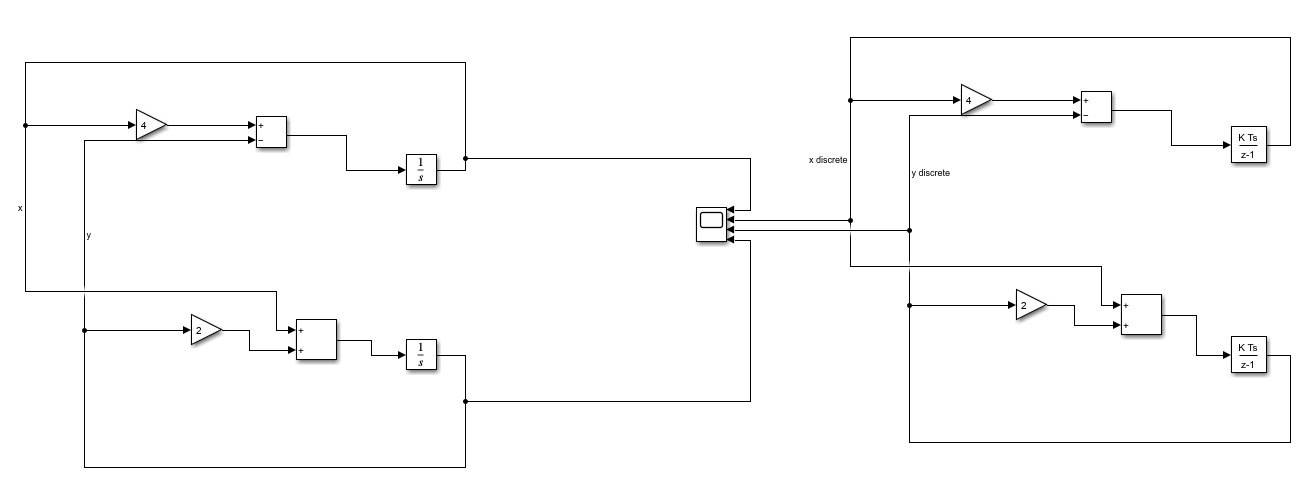 4
+
−
1
s
x
y
2
+
+
1
s
4
+
−
K Ts
z-1
x discrete
y discrete
2
+
+
K Ts
z-1